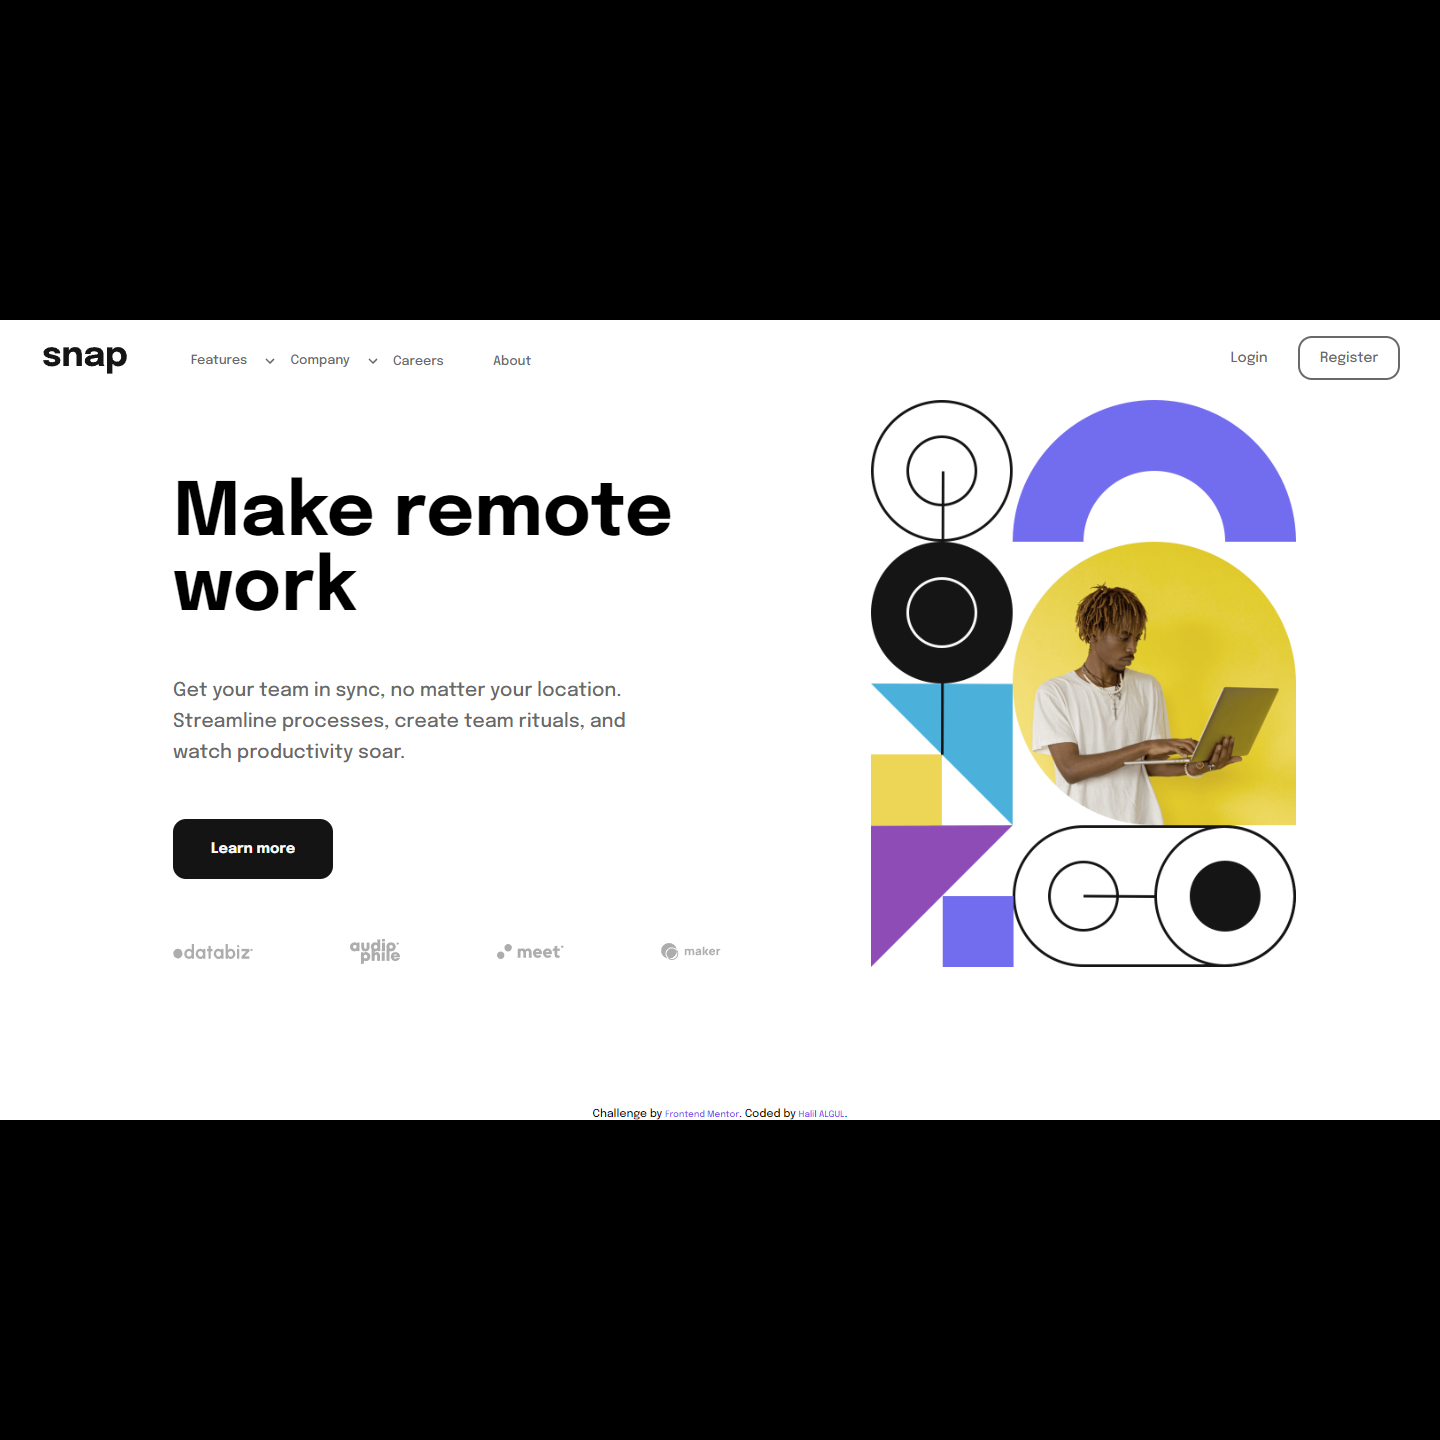 snap
Features Company Careers About
Login Register
Make remote
work
Get your team in sync, no matter your location.
Streamline processes, create team rituals, and
watch productivity soar.
Learn more
databiz
audio
phile
meet
maker
Challenge by Frontend Mentor. Coded by Halil ALGUL.